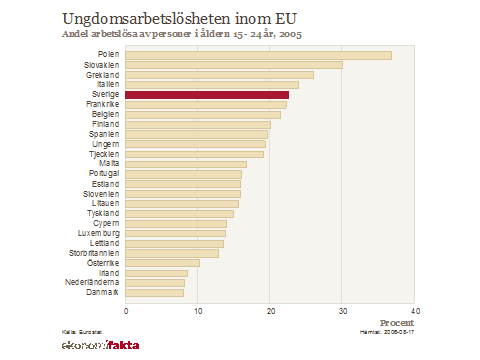 Ungdomsarbetslösheten inom EU
Andel arbetslösa av personer i åldern 15 - 24 år, 2005
Polen
Slovakien
Grekland
Italien
Sverige
Frankrike
Belgien
Finland
Spanien
Ungern
Tjeckien
Malta
Portugal
Estland
Slovenien
Litauen
Tyskland
Cypern
Luxemburg
Lettland
Storbritannien
Österrike
Irland
Nederländerna
Danmark
0 10 20 30 40
Procent
Källa: Eurostat
Hämtat: 2006-08-17
ekonomifakta